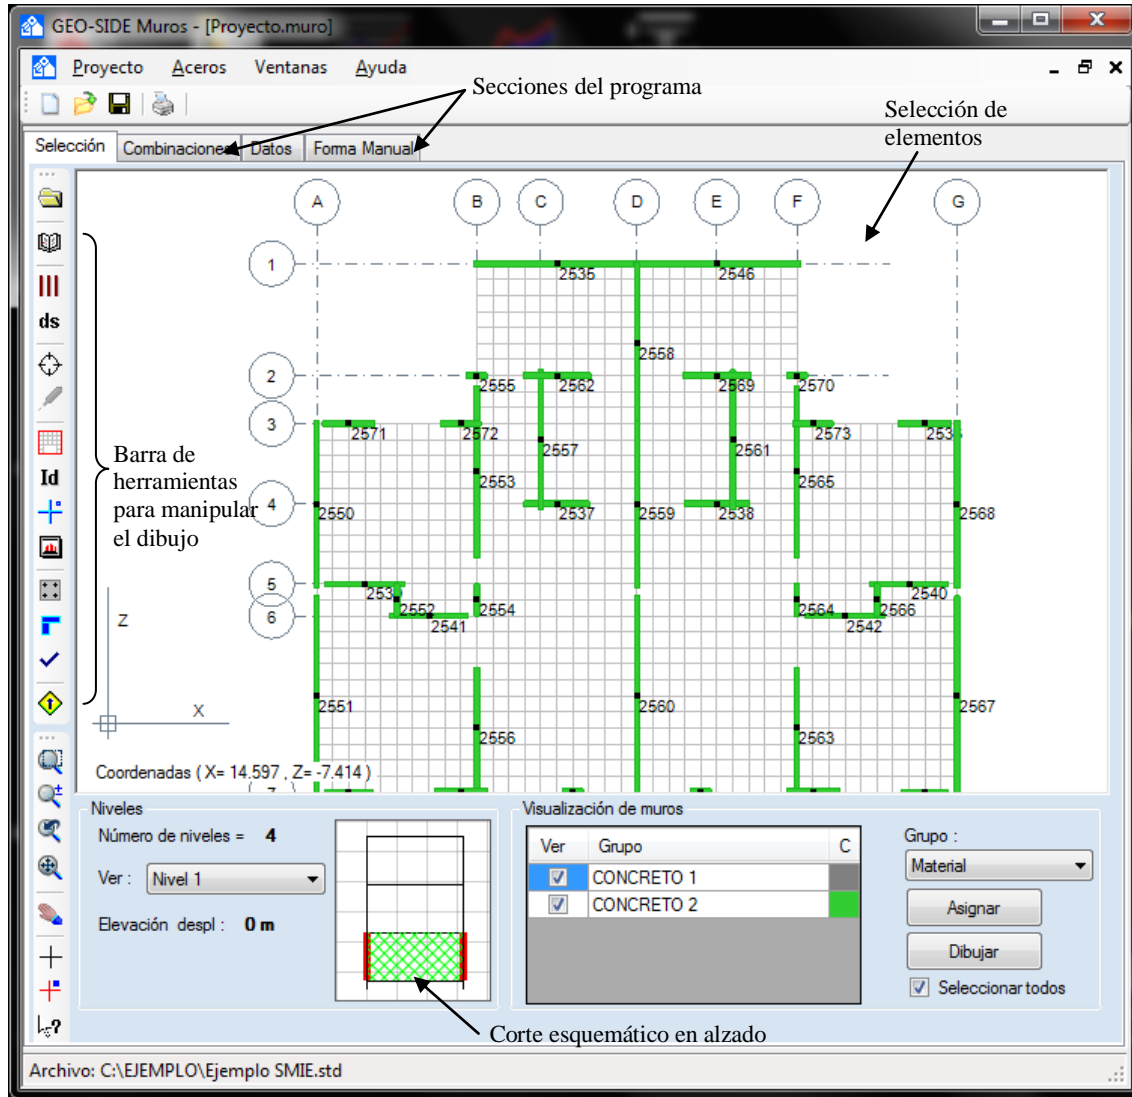 GEO-SIDE Muros - [Proyecto.muro]
Proyecto Aceros Ventanas Ayuda
Secciones del programa
Selección de
elementos
Selección Combinaciones Datos Forma Manual
A B C D E F G
1
2535 2546
2558
2
2555 2562 2569 2570
3
2571 2572 2573
2557 2561
2553 2565
ds
Id
Barra de
herramientas
para manipular
el dibujo
4
2550 2537 2559 2538 2568
5
2540
2552 2554 2564 2566
6
2541 2542
Z
X
2551 2560 2567
2556 2563
Coordenadas ( X= 14.597 , Z= -7.414 )
Niveles
Número de niveles = 4
Ver : Nivel 1
Elevación despl : 0 m
Visualización de muros
Ver Grupo C
CONCRETO 1
CONCRETO 2
Grupo :
Material
Asignar
Dibujar
Seleccionar todos
Corte esquemático en alzado
Archivo: C:\EJEMPLO\Ejemplo SMIE.std